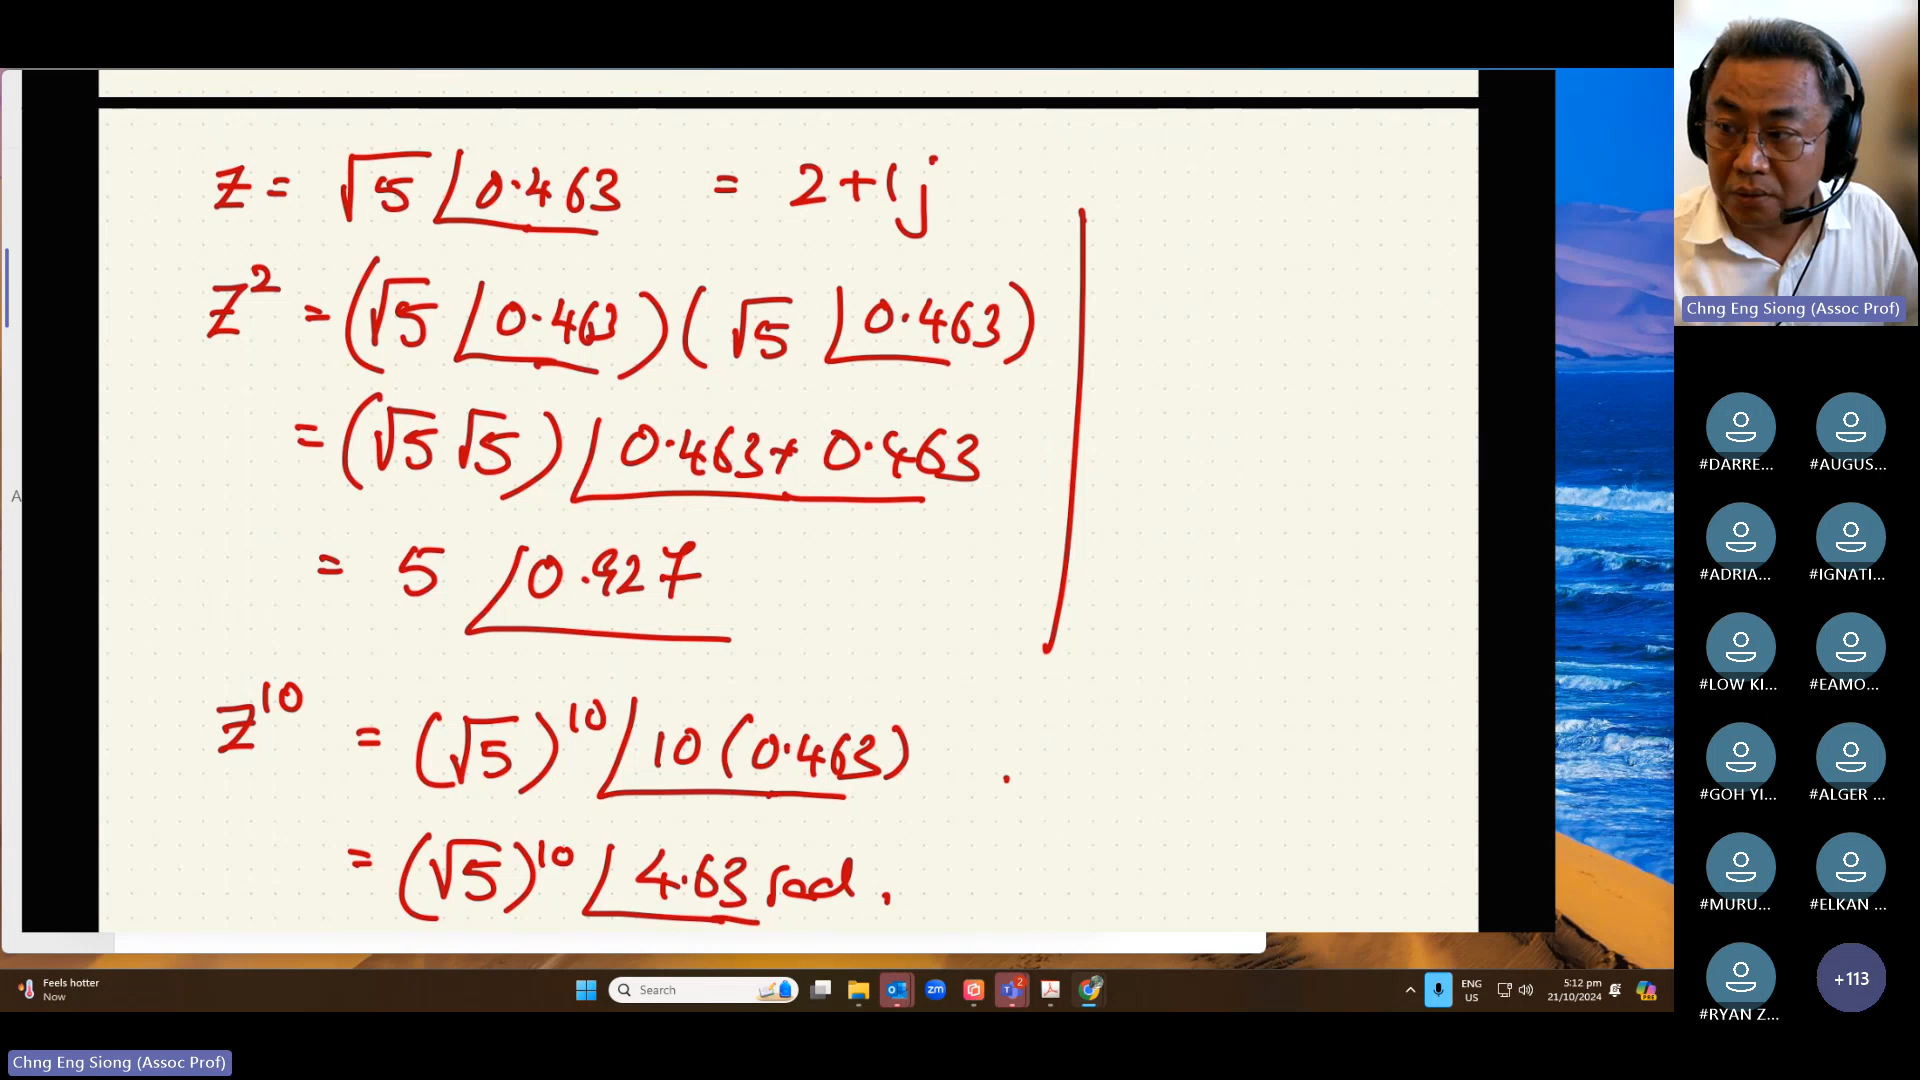 z = √5 ∠0.463 = 2+1j
z² = (√5 ∠0.463)(√5 ∠0.463)
= (√5 √5) ∠0.463+0.463
= 5 ∠0.927
z¹⁰ = (√5)¹⁰ ∠10(0.463) .
= (√5)¹⁰ ∠4.63 rad.
A
Chng Eng Siong (Assoc Prof)
#DARRE... #AUGUS...
#ADRIA... #IGNATI...
#LOW KI... #EAMO...
#GOH YI... #ALGER ...
#MURU... #ELKAN ...
+113
#RYAN Z...
Feels hotter
Now
Search
zm
2
PRE
ENG
US
5:12 pm
21/10/2024
Chng Eng Siong (Assoc Prof)